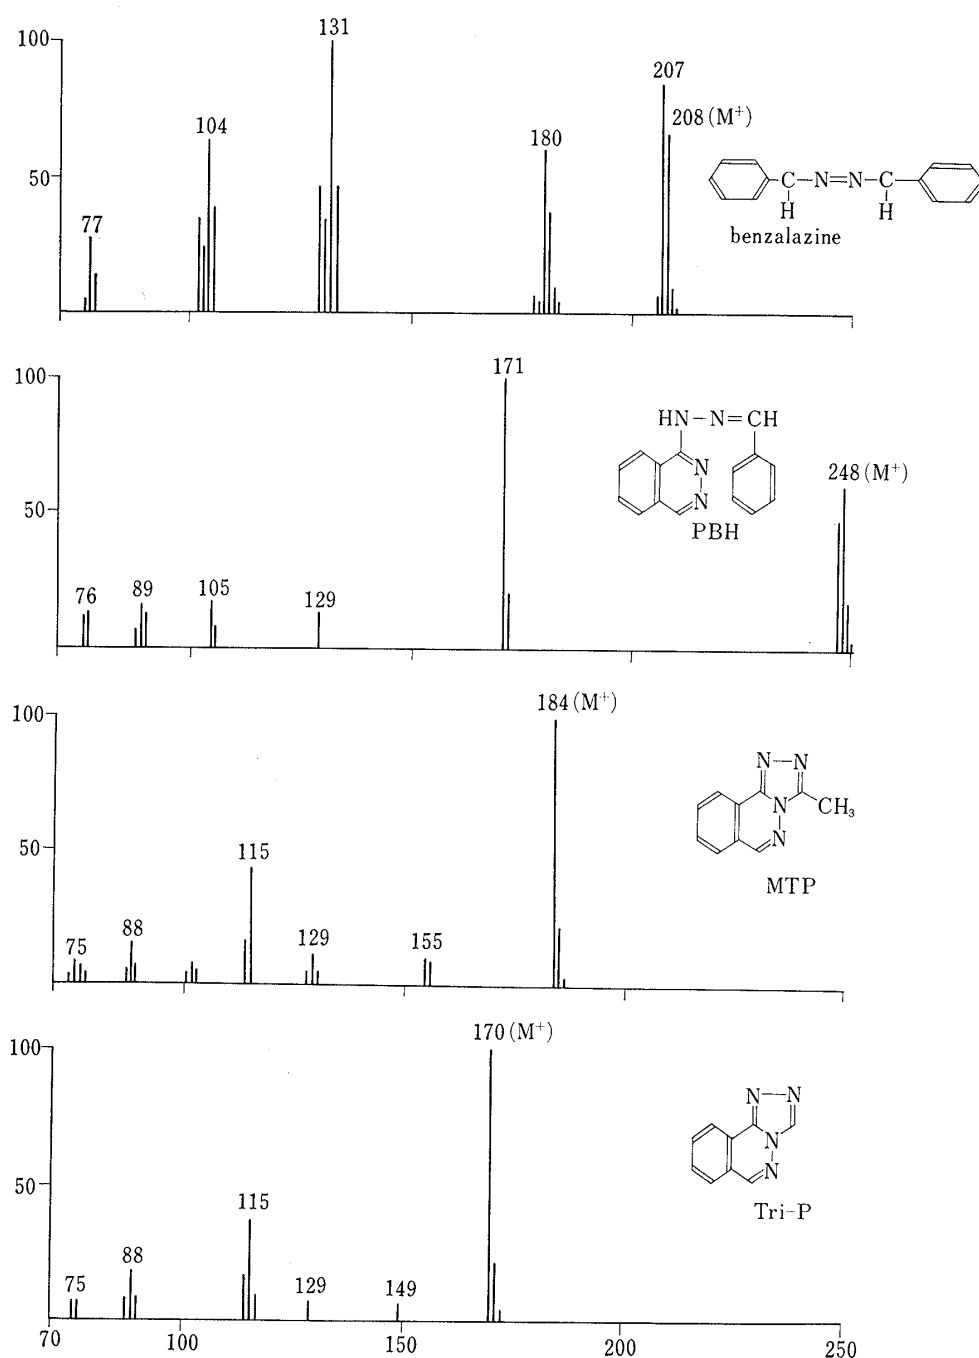 100
50
77
104
131
180
207
208 (M⁺)
C–N=N–C
H
H
benzalazine
100
50
76
89
105
129
171
248 (M⁺)
HN–N=CH
N
N
PBH
100
50
75
88
115
129
155
184 (M⁺)
N–N
N
CH₃
N
MTP
100
50
75
88
115
129
149
170 (M⁺)
N–N
N
N
Tri-P
70
100
150
200
250